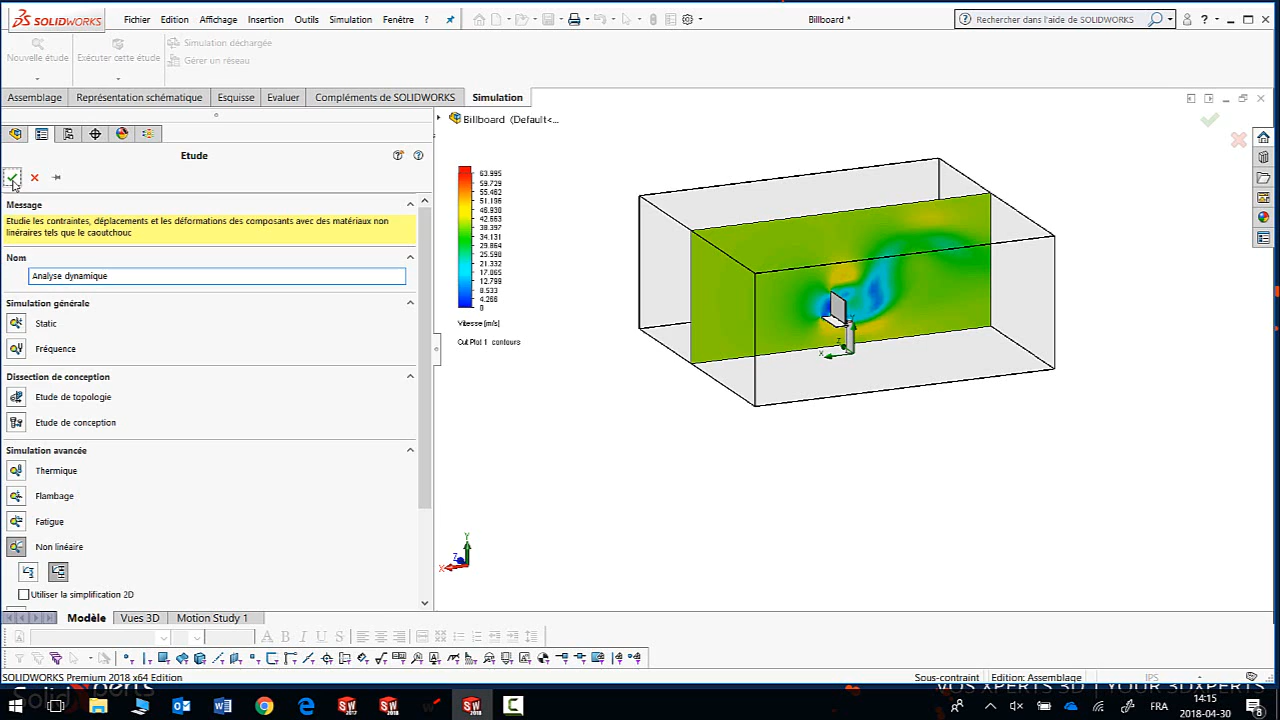 SOLIDWORKS
Fichier Edition Affichage Insertion Outils Simulation Fenêtre ?
Billboard *
Rechercher dans l'aide de SOLIDWORKS
?
Nouvelle étude
Exécuter cette étude
Simulation déchargée
Gérer un réseau
Assemblage Représentation schématique Esquisse Evaluer Compléments de SOLIDWORKS Simulation
Billboard (Default<...
Etude
Message
Etudie les contraintes, déplacements et les déformations des composants avec des matériaux non
linéaires tels que le caoutchouc
Nom
Analyse dynamique
Simulation générale
Static
Fréquence
Dissection de conception
Etude de topologie
Etude de conception
Simulation avancée
Thermique
Flambage
Fatigue
Non linéaire
Utiliser la simplification 2D
63.995
59.729
55.462
51.196
46.930
42.663
38.397
34.131
29.864
25.598
21.332
17.065
12.799
8.533
4.266
0
Vitesse [m/s]
Cut Plot 1 contours
Y
X
Z
Y
Z
X
Modèle Vues 3D Motion Study 1
A B I U S
SOLIDWORKS Premium 2018 x64 Edition
Sous-contraint Edition: Assemblage IPS
SolidXperts
VOS XPERTS 3D | YOUR 3DXPERTS
FRA
14:15
2018-04-30